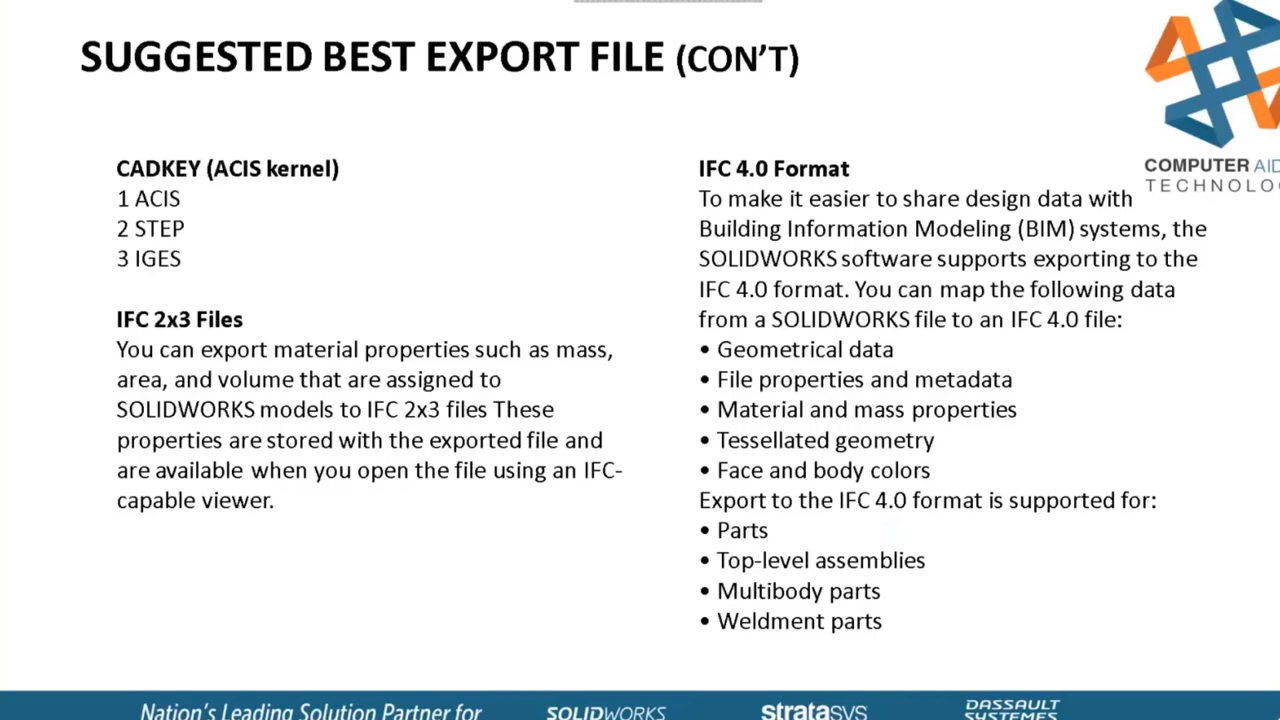 SUGGESTED BEST EXPORT FILE (CON’T)
COMPUTER
CADKEY (ACIS kernel)
1 ACIS
2 STEP
3 IGES
IFC 2x3 Files
You can export material properties such as mass,
area, and volume that are assigned to
SOLIDWORKS models to IFC 2x3 files These
properties are stored with the exported file and
are available when you open the file using an IFC-
capable viewer.
IFC 4.0 Format
To make it easier to share design data with
Building Information Modeling (BIM) systems, the
SOLIDWORKS software supports exporting to the
IFC 4.0 format. You can map the following data
from a SOLIDWORKS file to an IFC 4.0 file:
• Geometrical data
• File properties and metadata
• Material and mass properties
• Tessellated geometry
• Face and body colors
Export to the IFC 4.0 format is supported for:
• Parts
• Top-level assemblies
• Multibody parts
• Weldment parts
Nation's Leading Solution Partner for
SOLIDWORKS
stratasys
DASSAULT
SYSTEMES